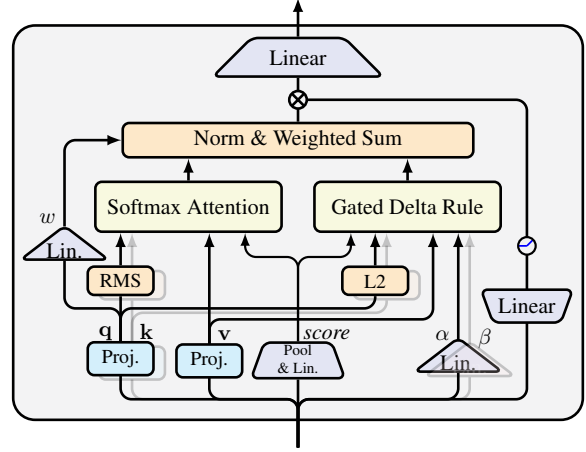 Linear
Norm & Weighted Sum
Softmax Attention
Gated Delta Rule
w
Lin.
RMS
L2
Linear
q
k
v
score
α
β
Proj.
Proj.
Pool
& Lin.
Lin.